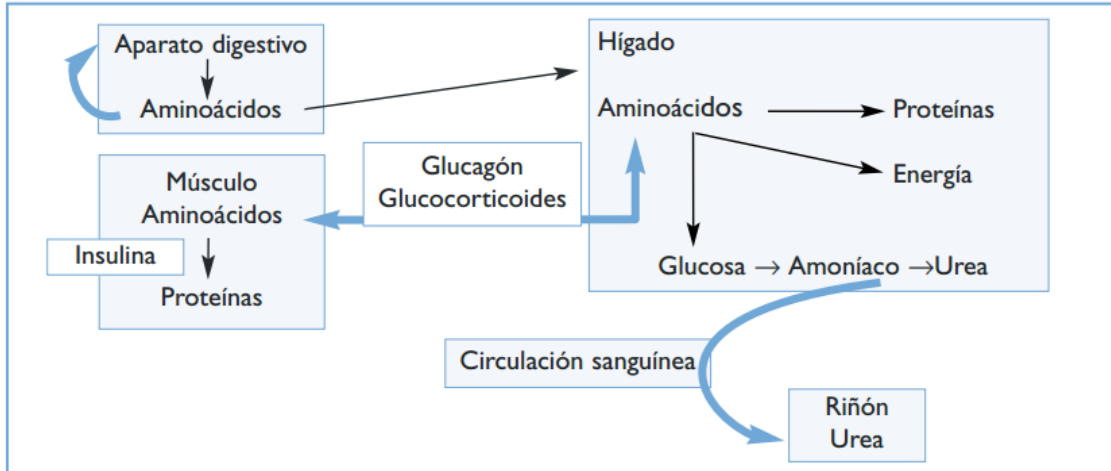 Aparato digestivo
Aminoácidos
Hígado
Aminoácidos
Proteínas
Energía
Glucosa → Amoníaco →Urea
Glucagón
Glucocorticoides
Músculo
Aminoácidos
Insulina
Proteínas
Circulación sanguínea
Riñón
Urea